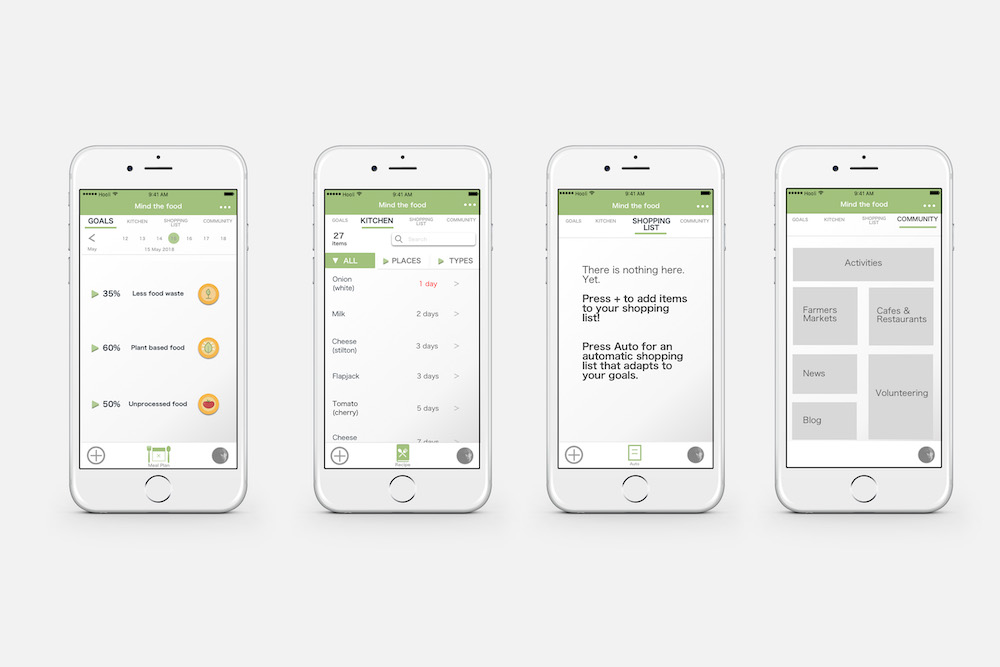 Hooli 9:41 AM
Mind the food
GOALS KITCHEN SHOPPING LIST COMMUNITY
< 12 13 14 15 16 17 18
May 15 May 2018
35% Less food waste
60% Plant based food
50% Unprocessed food
Meal Plan
Hooli 9:41 AM
Mind the food
GOALS KITCHEN SHOPPING LIST COMMUNITY
27
Items
Search
ALL PLACES TYPES
Onion
(white) 1 day >
Milk 2 days >
Cheese
(stilton) 3 days >
Flapjack 3 days >
Tomato
(cherry) 5 days >
Cheese 7 days
Recipe
Hooli 9:41 AM
Mind the food
GOALS KITCHEN SHOPPING LIST COMMUNITY
There is nothing here.
Yet.
Press + to add items
to your shopping
list!
Press Auto for an
automatic shopping
list that adapts to
your goals.
Auto
Hooli 9:41 AM
Mind the food
GOALS KITCHEN SHOPPING LIST COMMUNITY
Activities
Farmers
Markets
Cafes &
Restaurants
News
Volunteering
Blog